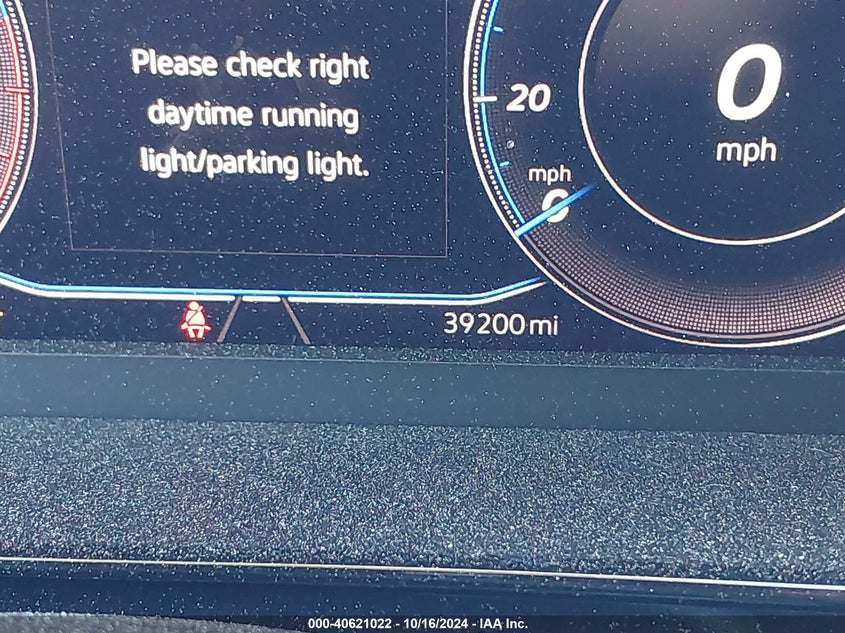 Please check right
daytime running
light/parking light.
20
mph
0
0
mph
39200 mi
000-40621022 - 10/16/2024 - IAA Inc.